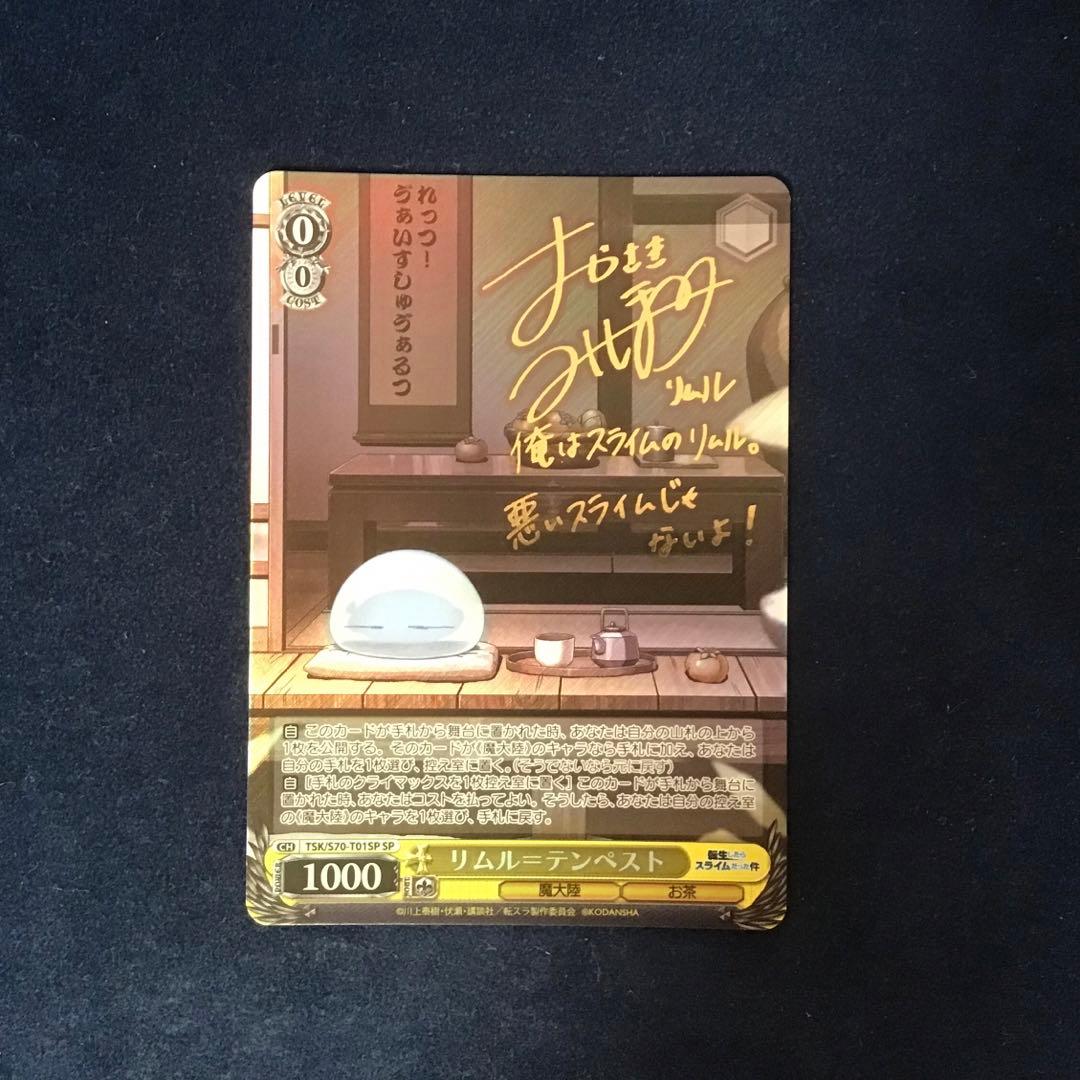 LEVEL
0
0
COST
れっつ！
ゔぁいすしゅゔぁるつ
リムル
俺はスライムのリムル。
悪いスライムじゃ
ないよ！
自 このカードが手札から舞台に置かれた時、あなたは自分の山札の上から
1枚を公開する。そのカードが《魔大陸》のキャラなら手札に加え、あなたは
自分の手札を1枚選び、控え室に置く。（そうでないなら元に戻す）
自 ［手札のクライマックスを1枚控え室に置く］ このカードが手札から舞台に
置かれた時、あなたはコストを払ってよい。そうしたら、あなたは自分の控え室
の《魔大陸》のキャラを1枚選び、手札に戻す。
CH TSK/S70-T01SP SP
リムル＝テンペスト
転生したら
スライムだった件
POWER 1000 SOUL
魔大陸 お茶
©川上泰樹・伏瀬・講談社／転スラ製作委員会 ©KODANSHA